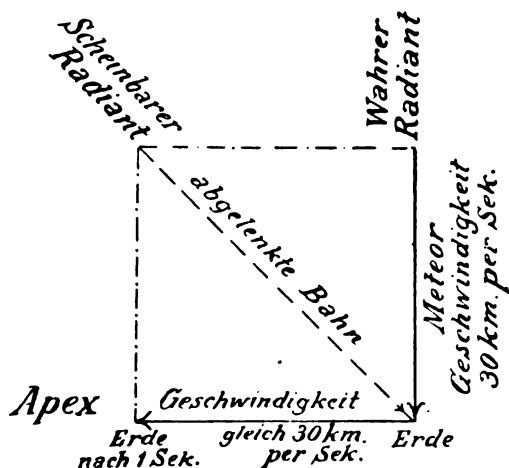 Scheinbarer
Radiant
Wahrer
Radiant
abgelenkte Bahn
Meteor
Geschwindigkeit
30 km. per Sek.
Apex
Geschwindigkeit
gleich 30 km.
per Sek.
Erde
nach 1 Sek.
Erde